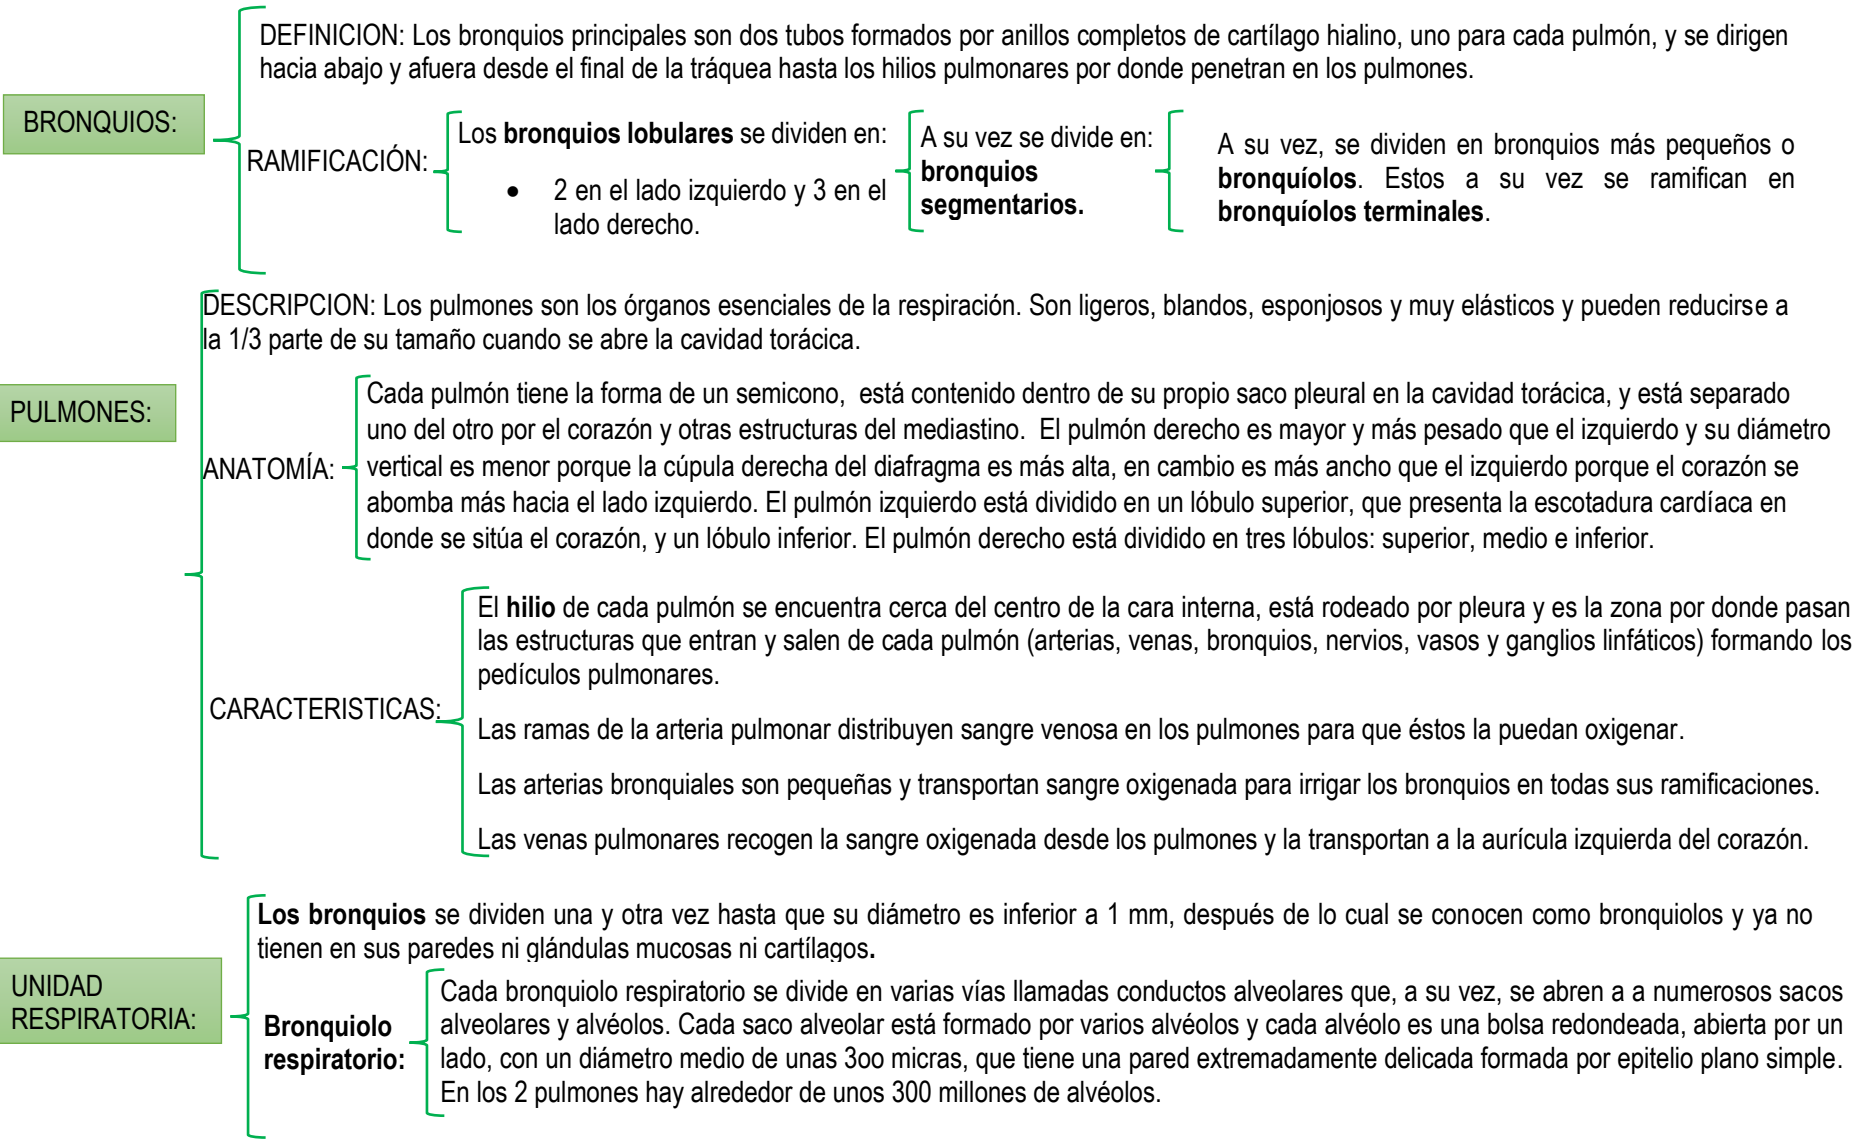 DEFINICION: Los bronquios principales son dos tubos formados por anillos completos de cartílago hialino, uno para cada pulmón, y se dirigen
hacia abajo y afuera desde el final de la tráquea hasta los hilios pulmonares por donde penetran en los pulmones.
BRONQUIOS:
RAMIFICACIÓN:
Los bronquios lobulares se dividen en:
• 2 en el lado izquierdo y 3 en el
lado derecho.
A su vez se divide en:
bronquios
segmentarios.
A su vez, se dividen en bronquios más pequeños o
bronquíolos. Estos a su vez se ramifican en
bronquíolos terminales.
DESCRIPCION: Los pulmones son los órganos esenciales de la respiración. Son ligeros, blandos, esponjosos y muy elásticos y pueden reducirse a
la 1/3 parte de su tamaño cuando se abre la cavidad torácica.
PULMONES:
ANATOMÍA:
Cada pulmón tiene la forma de un semicono, está contenido dentro de su propio saco pleural en la cavidad torácica, y está separado
uno del otro por el corazón y otras estructuras del mediastino. El pulmón derecho es mayor y más pesado que el izquierdo y su diámetro
vertical es menor porque la cúpula derecha del diafragma es más alta, en cambio es más ancho que el izquierdo porque el corazón se
abomba más hacia el lado izquierdo. El pulmón izquierdo está dividido en un lóbulo superior, que presenta la escotadura cardíaca en
donde se sitúa el corazón, y un lóbulo inferior. El pulmón derecho está dividido en tres lóbulos: superior, medio e inferior.
CARACTERISTICAS:
El hilio de cada pulmón se encuentra cerca del centro de la cara interna, está rodeado por pleura y es la zona por donde pasan
las estructuras que entran y salen de cada pulmón (arterias, venas, bronquios, nervios, vasos y ganglios linfáticos) formando los
pedículos pulmonares.
Las ramas de la arteria pulmonar distribuyen sangre venosa en los pulmones para que éstos la puedan oxigenar.
Las arterias bronquiales son pequeñas y transportan sangre oxigenada para irrigar los bronquios en todas sus ramificaciones.
Las venas pulmonares recogen la sangre oxigenada desde los pulmones y la transportan a la aurícula izquierda del corazón.
Los bronquios se dividen una y otra vez hasta que su diámetro es inferior a 1 mm, después de lo cual se conocen como bronquiolos y ya no
tienen en sus paredes ni glándulas mucosas ni cartílagos.
UNIDAD
RESPIRATORIA:
Bronquiolo
respiratorio:
Cada bronquiolo respiratorio se divide en varias vías llamadas conductos alveolares que, a su vez, se abren a a numerosos sacos
alveolares y alvéolos. Cada saco alveolar está formado por varios alvéolos y cada alvéolo es una bolsa redondeada, abierta por un
lado, con un diámetro medio de unas 3oo micras, que tiene una pared extremadamente delicada formada por epitelio plano simple.
En los 2 pulmones hay alrededor de unos 300 millones de alvéolos.